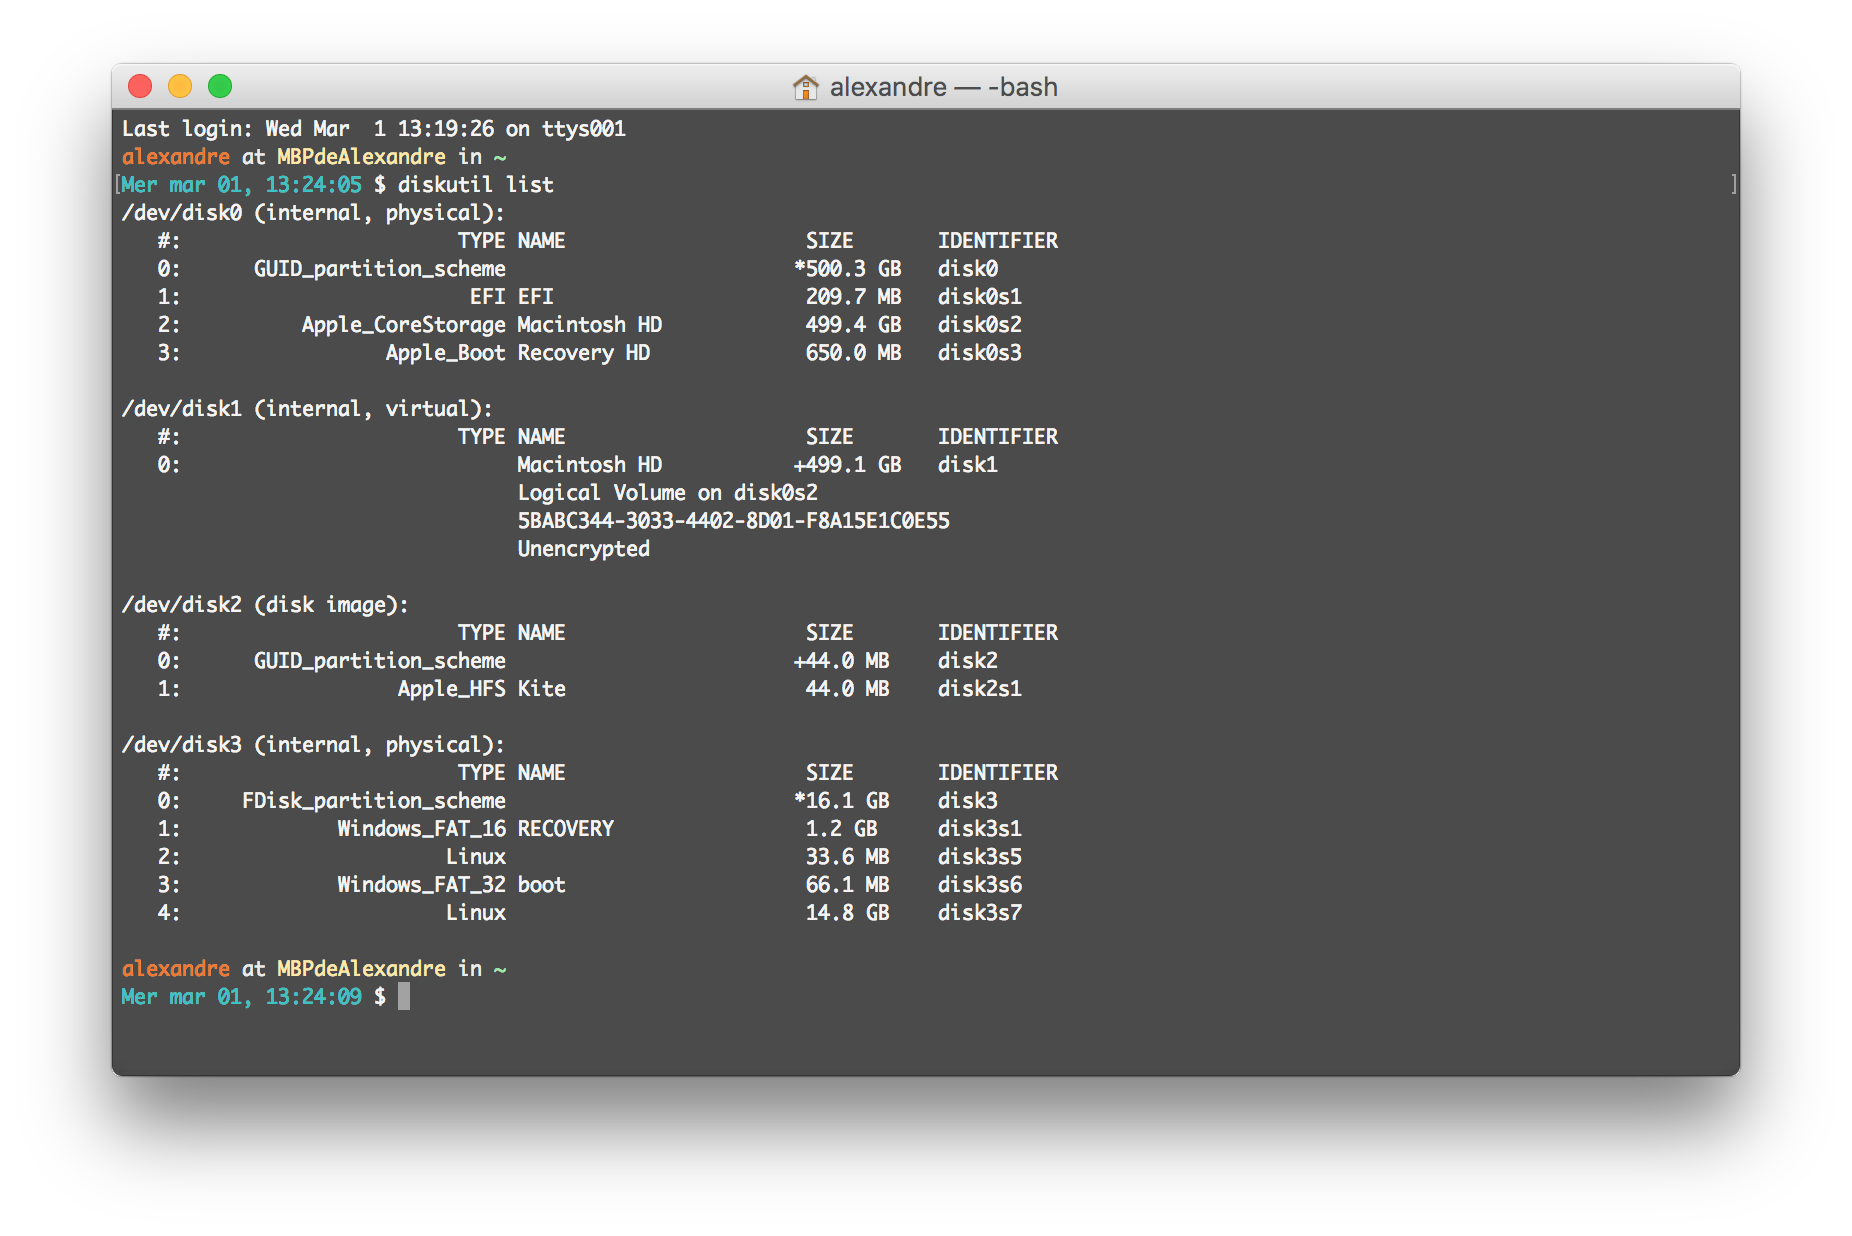 alexandre — -bash
Last login: Wed Mar  1 13:19:26 on ttys001
alexandre at MBPdeAlexandre in ~
[Mer mar 01, 13:24:05 $ diskutil list ]
/dev/disk0 (internal, physical):
   #:                       TYPE NAME                    SIZE       IDENTIFIER
   0:      GUID_partition_scheme                        *500.3 GB   disk0
   1:                        EFI EFI                     209.7 MB   disk0s1
   2:          Apple_CoreStorage Macintosh HD            499.4 GB   disk0s2
   3:                 Apple_Boot Recovery HD             650.0 MB   disk0s3
/dev/disk1 (internal, virtual):
   #:                       TYPE NAME                    SIZE       IDENTIFIER
   0:                            Macintosh HD           +499.1 GB   disk1
                                 Logical Volume on disk0s2
                                 5BABC344-3033-4402-8D01-F8A15E1C0E55
                                 Unencrypted
/dev/disk2 (disk image):
   #:                       TYPE NAME                    SIZE       IDENTIFIER
   0:      GUID_partition_scheme                        +44.0 MB    disk2
   1:                  Apple_HFS Kite                    44.0 MB    disk2s1
/dev/disk3 (internal, physical):
   #:                       TYPE NAME                    SIZE       IDENTIFIER
   0:     FDisk_partition_scheme                        *16.1 GB    disk3
   1:             Windows_FAT_16 RECOVERY                1.2 GB     disk3s1
   2:                      Linux                         33.6 MB    disk3s5
   3:             Windows_FAT_32 boot                    66.1 MB    disk3s6
   4:                      Linux                         14.8 GB    disk3s7
alexandre at MBPdeAlexandre in ~
Mer mar 01, 13:24:09 $